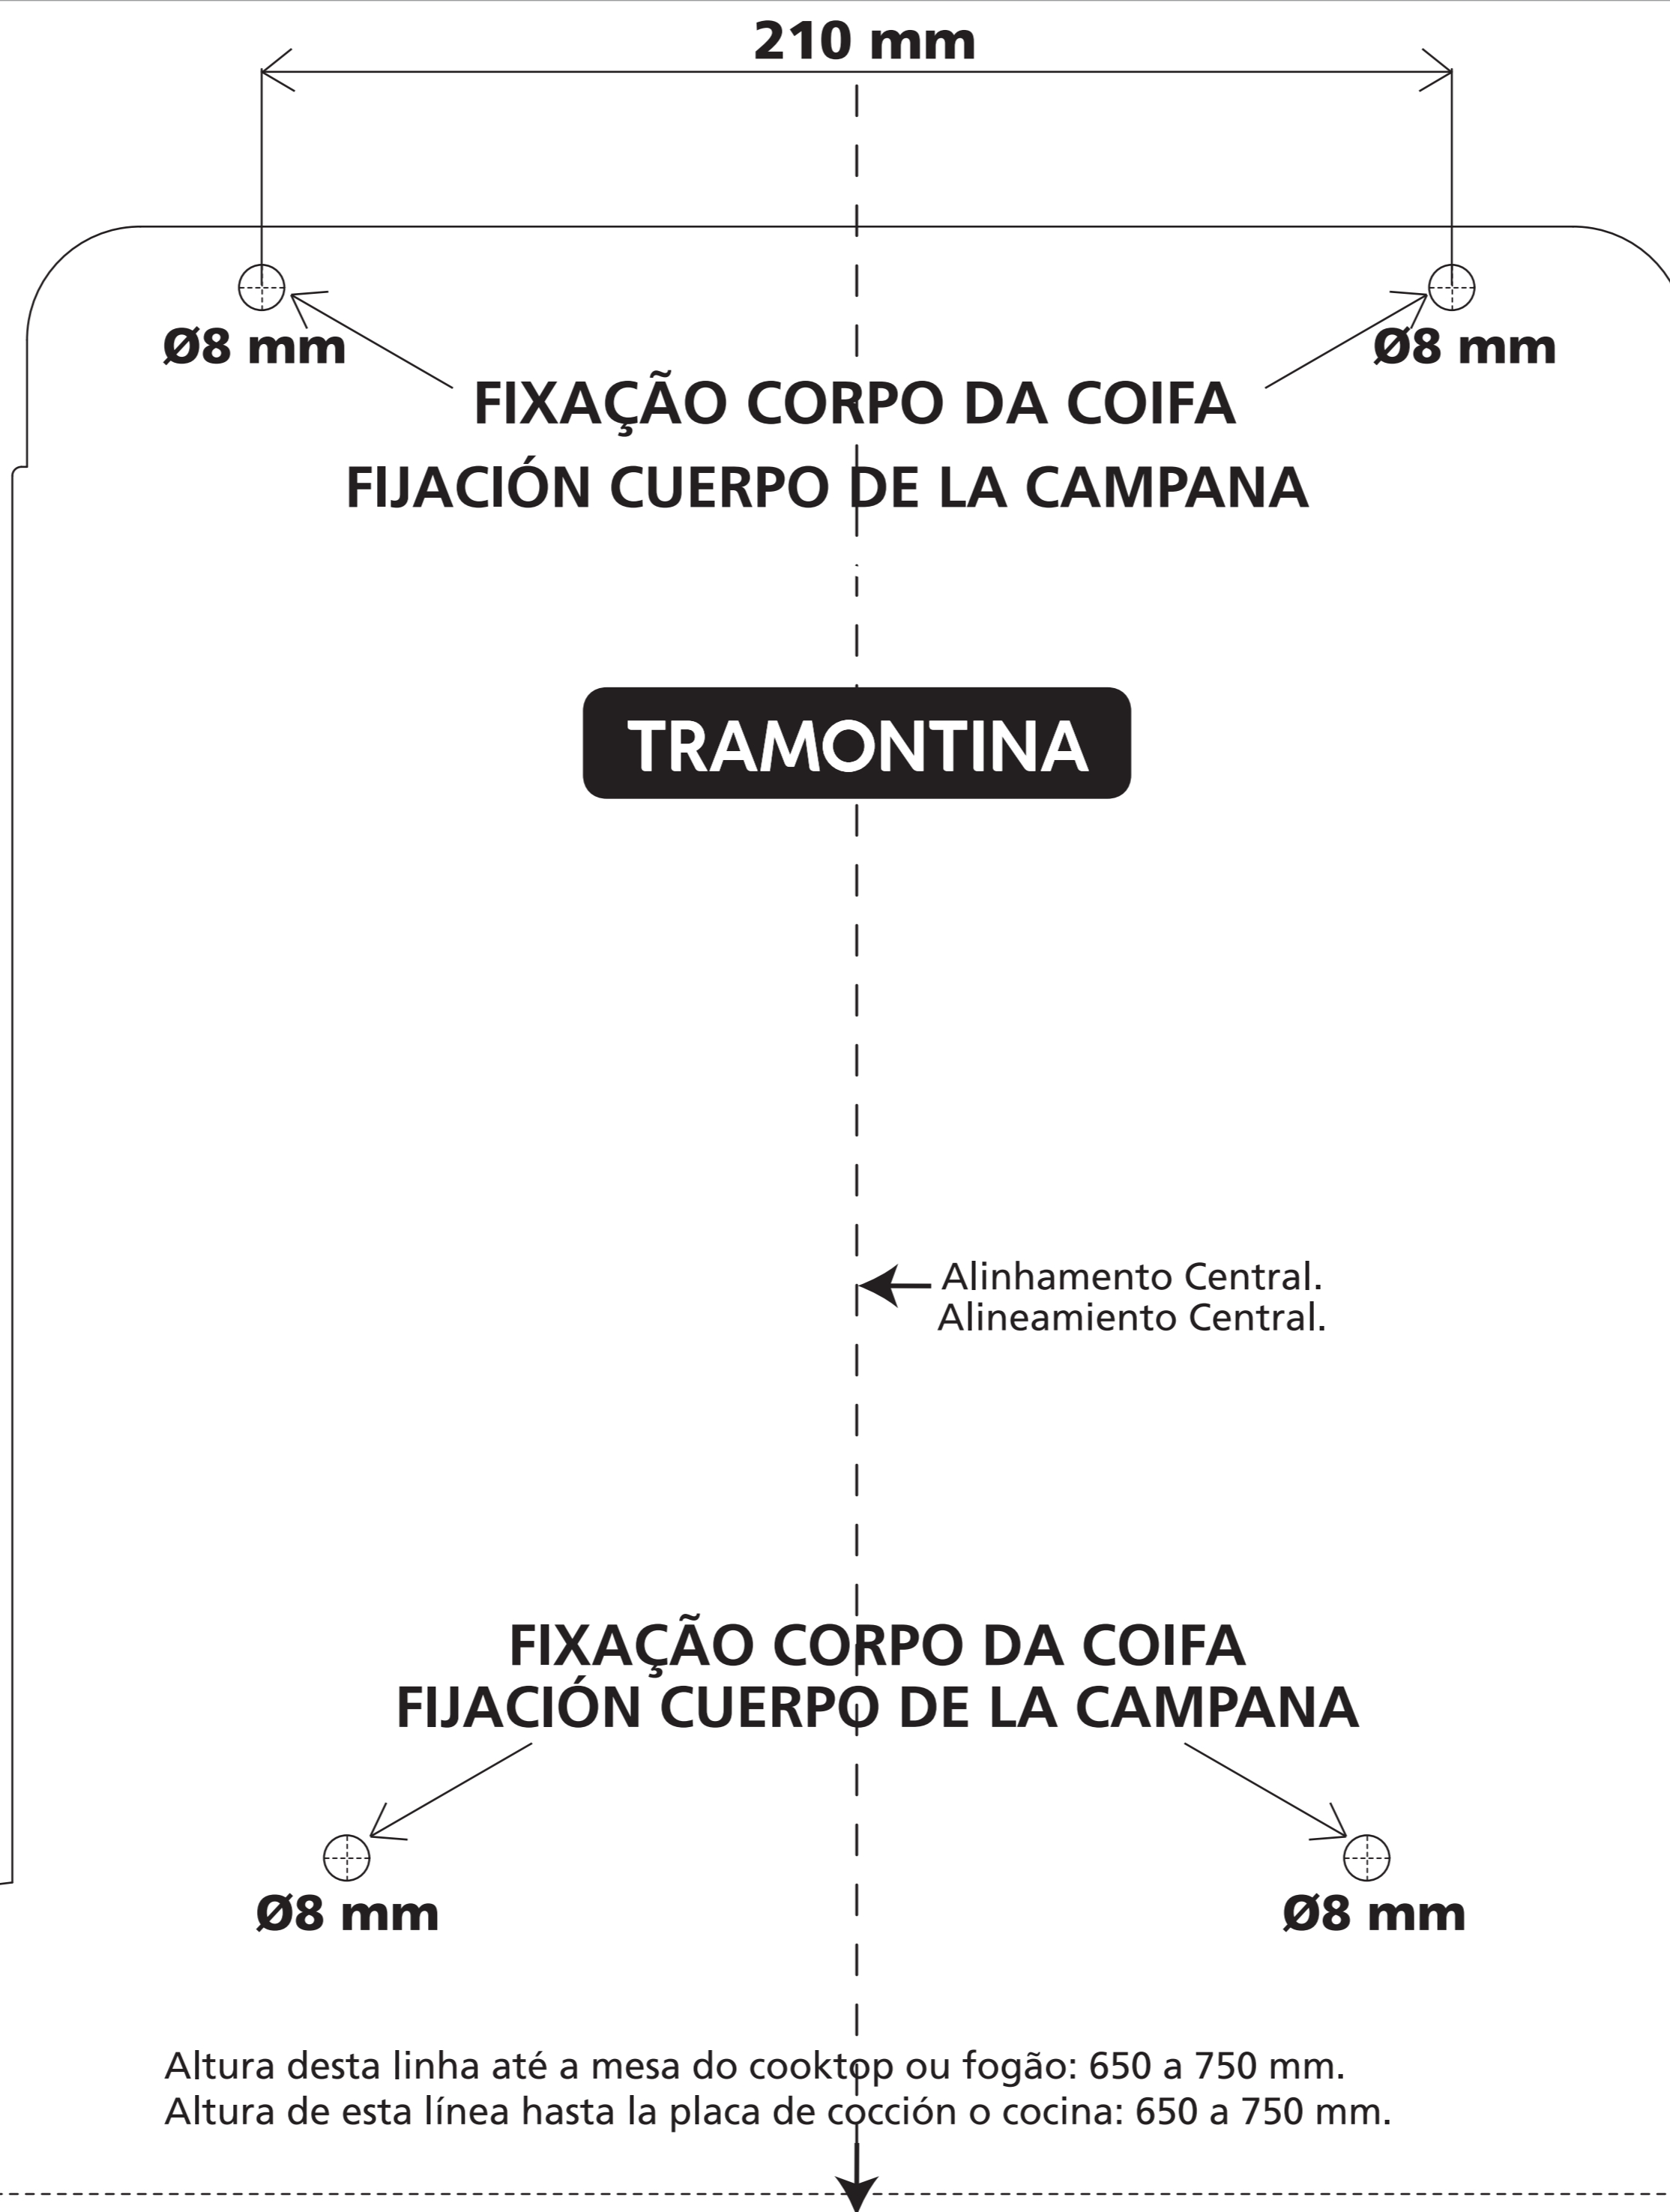 210 mm
Ø8 mm
Ø8 mm
FIXAÇÃO CORPO DA COIFA
FIJACIÓN CUERPO DE LA CAMPANA
TRAMONTINA
Alinhamento Central.
Alineamiento Central.
FIXAÇÃO CORPO DA COIFA
FIJACIÓN CUERPO DE LA CAMPANA
Ø8 mm
Ø8 mm
Altura desta linha até a mesa do cooktop ou fogão: 650 a 750 mm.
Altura de esta línea hasta la placa de cocción o cocina: 650 a 750 mm.